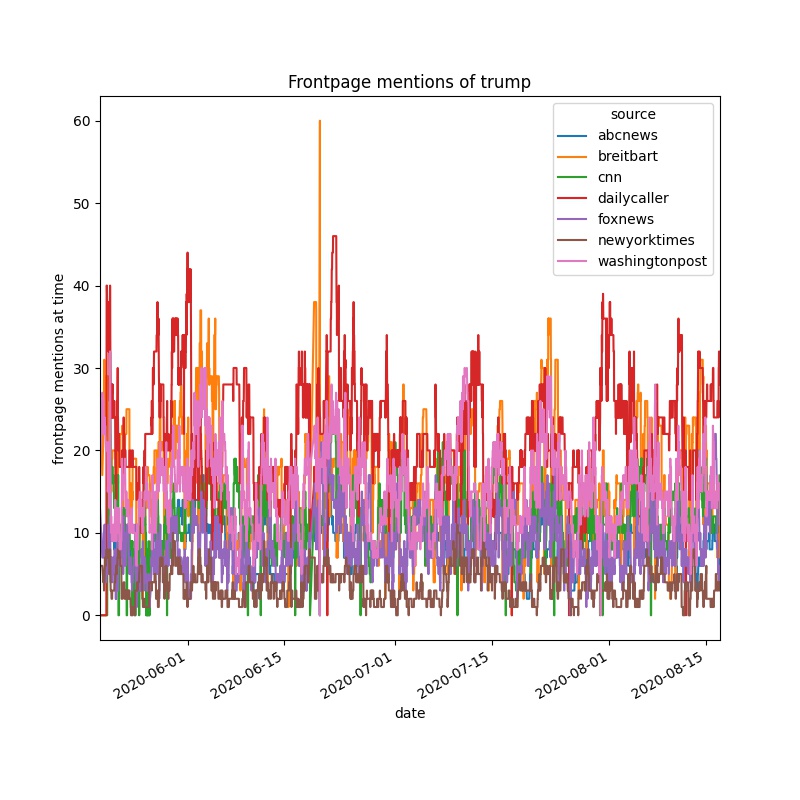 Frontpage mentions of trump
source
abcnews
breitbart
cnn
dailycaller
foxnews
newyorktimes
washingtonpost
frontpage mentions at time
60
50
40
30
20
10
0
2020-06-01
2020-06-15
2020-07-01
2020-07-15
2020-08-01
2020-08-15
date